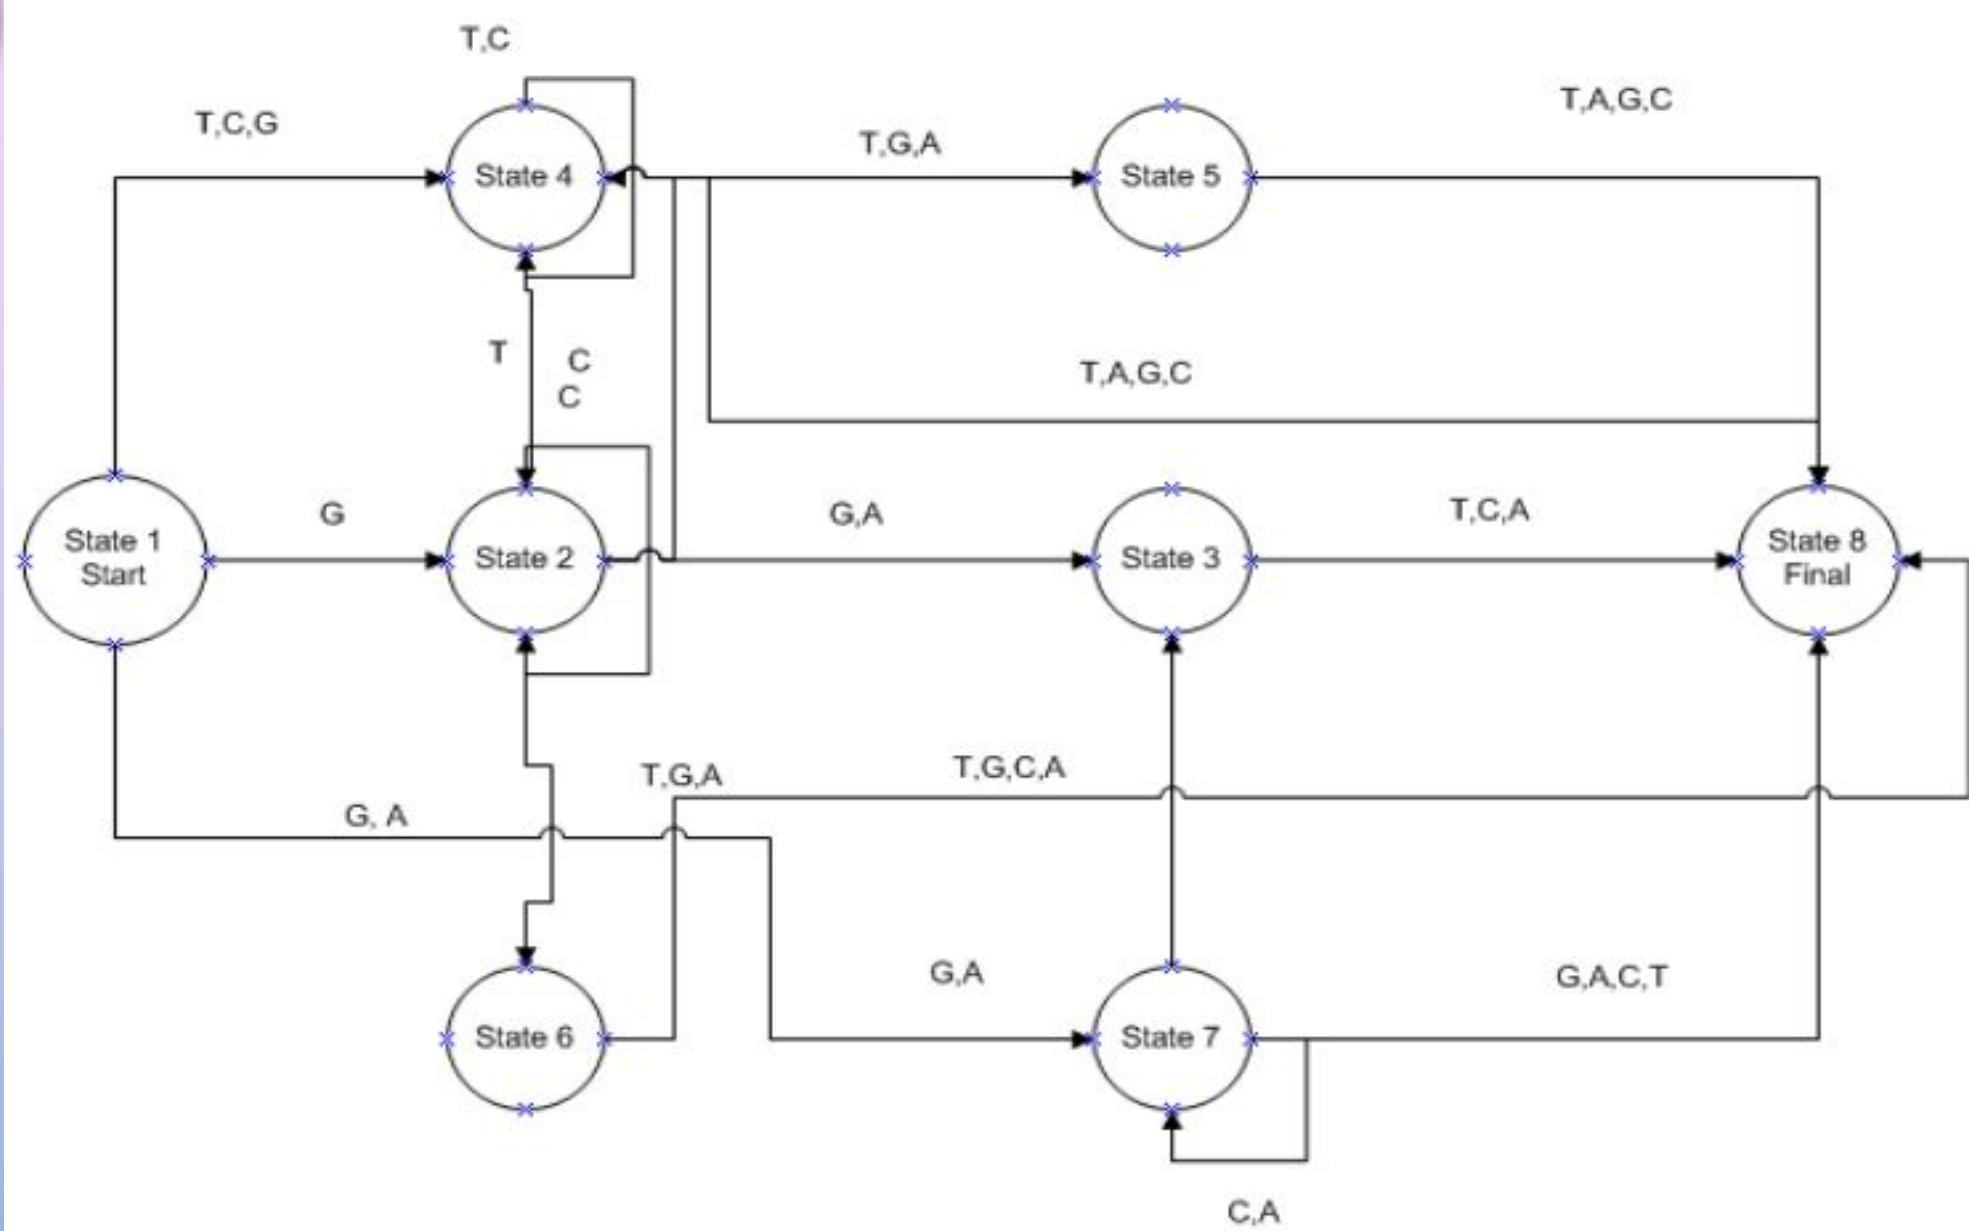 T,C
T,C,G
State 4
T,G,A
State 5
T,A,G,C
T
C
C
T,A,G,C
State 1
Start
G
State 2
G,A
State 3
T,C,A
State 8
Final
G, A
T,G,A
T,G,C,A
State 6
G,A
State 7
G,A,C,T
C,A